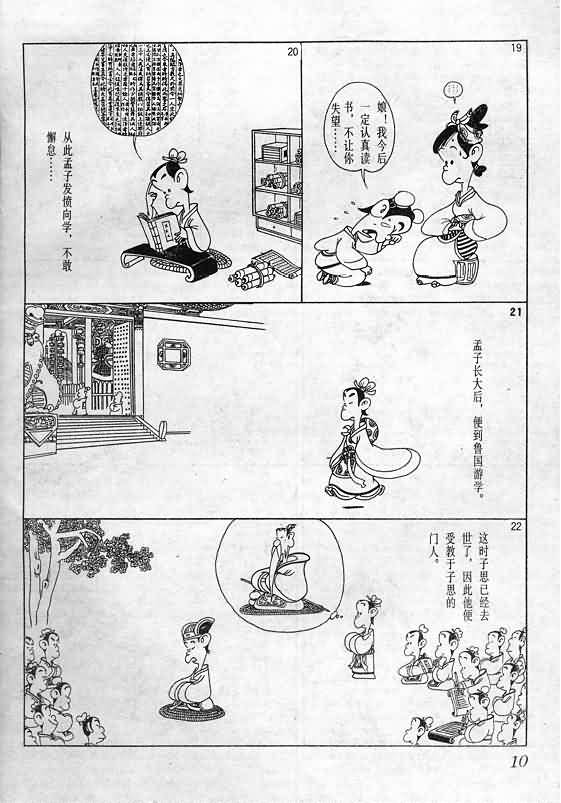 19
娘！我今后
一定认真读
书，不让你
失望……
20
从此孟子发愤向学，不敢
懈怠……
21
孟子长大后，便到鲁国游学。
22
这时子思已经去
世了，因此他便
受教于子思的
门人。
10